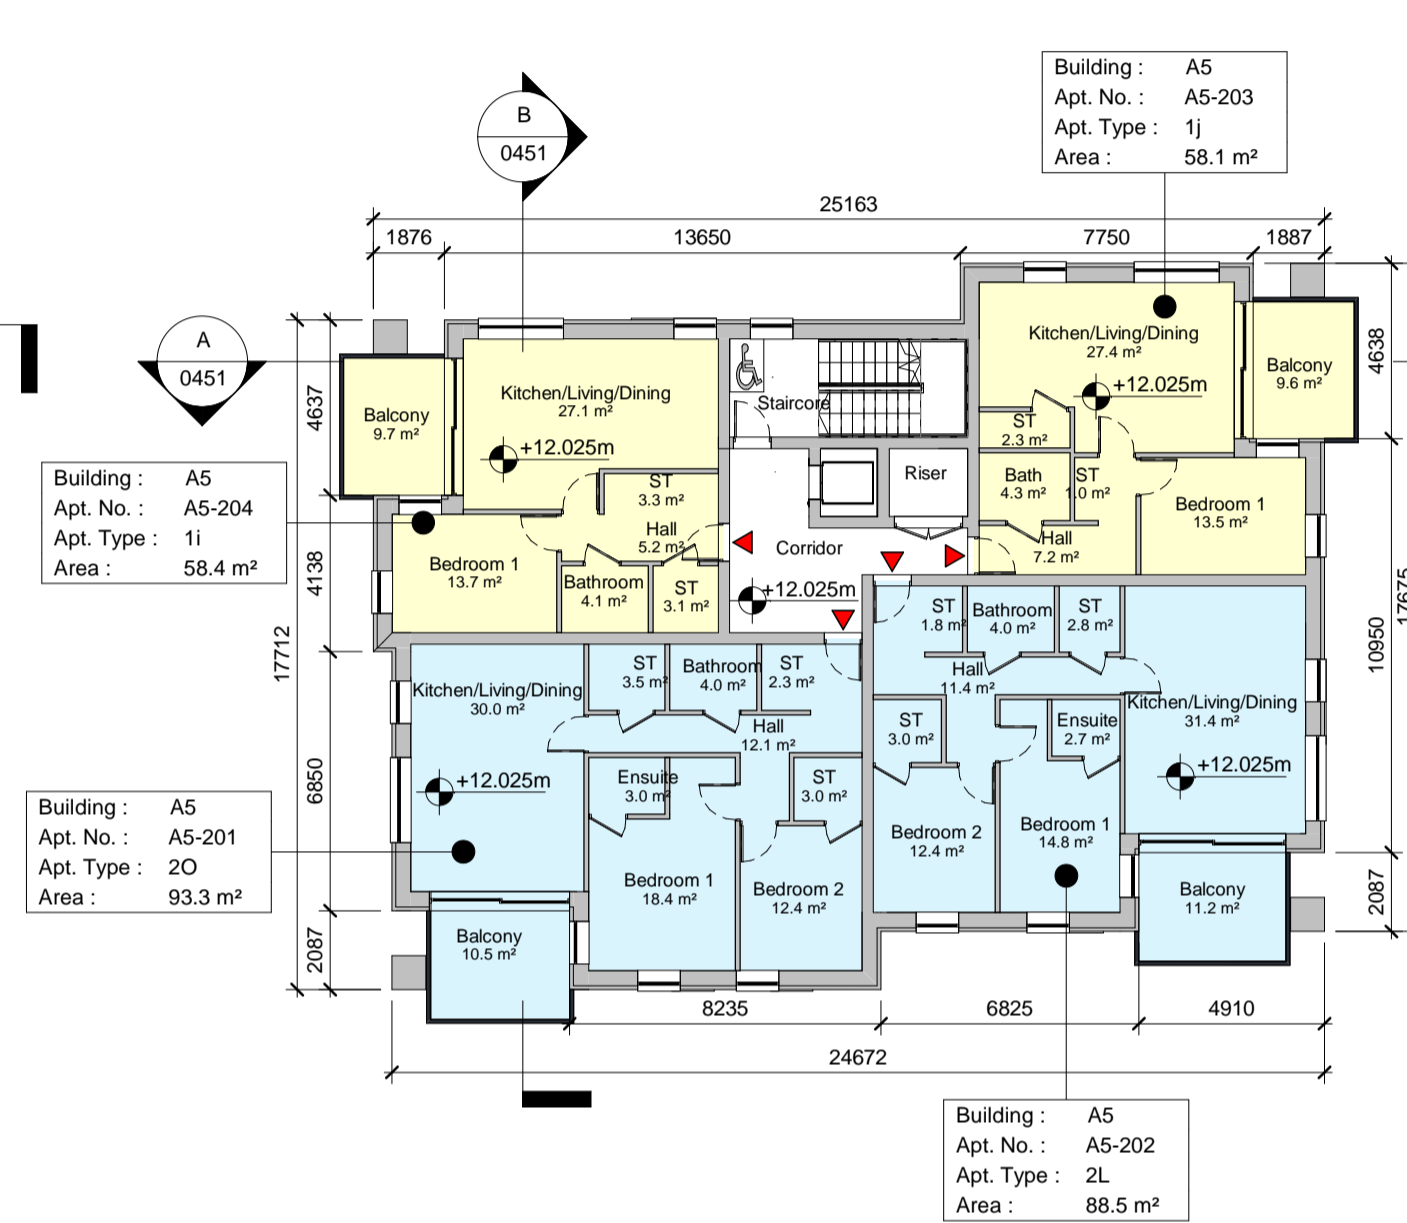 Building : A5
Apt. No. : A5-203
Apt. Type : 1j
Area : 58.1 m²
B
0451
25163
1876
13650
7750
1887
A
0451
4637
4138
17712
6850
2087
4638
10950
17675
2087
Building : A5
Apt. No. : A5-204
Apt. Type : 1i
Area : 58.4 m²
Balcony
9.7 m²
Kitchen/Living/Dining
27.1 m²
+12.025m
ST
3.3 m²
Hall
5.2 m²
Bedroom 1
13.7 m²
Bathroom
4.1 m²
ST
3.1 m²
Staircore
Riser
Corridor
+12.025m
Kitchen/Living/Dining
27.4 m²
+12.025m
Balcony
9.6 m²
ST
2.3 m²
Bath
4.3 m²
ST
1.0 m²
Hall
7.2 m²
Bedroom 1
13.5 m²
Kitchen/Living/Dining
30.0 m²
+12.025m
ST
3.5 m²
Bathroom
4.0 m²
ST
2.3 m²
Hall
12.1 m²
Ensuite
3.0 m²
ST
3.0 m²
Bedroom 1
18.4 m²
Bedroom 2
12.4 m²
Balcony
10.5 m²
ST
1.8 m²
Bathroom
4.0 m²
ST
2.8 m²
Hall
11.4 m²
Kitchen/Living/Dining
31.4 m²
+12.025m
ST
3.0 m²
Ensuite
2.7 m²
Bedroom 2
12.4 m²
Bedroom 1
14.8 m²
Balcony
11.2 m²
Building : A5
Apt. No. : A5-201
Apt. Type : 2O
Area : 93.3 m²
8235
6825
4910
24672
Building : A5
Apt. No. : A5-202
Apt. Type : 2L
Area : 88.5 m²